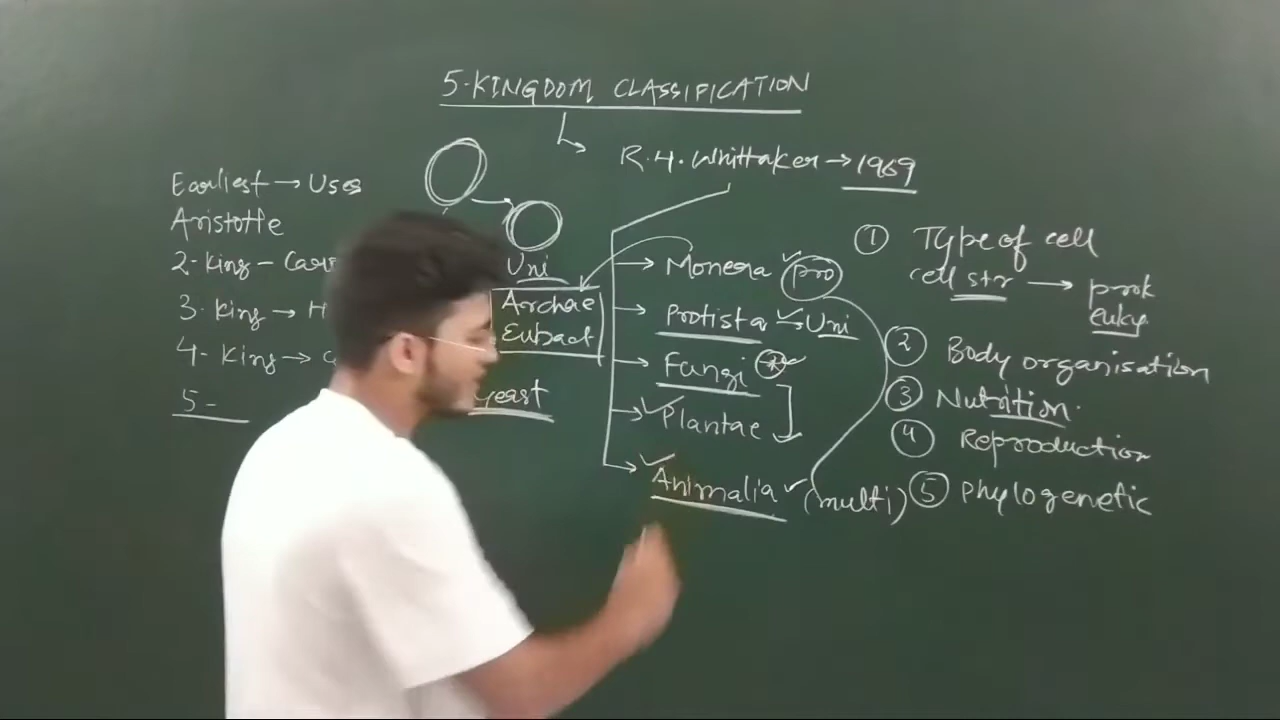 5-KINGDOM CLASSIFICATION
R.H. Whittaker → 1969
Earliest → Uses
Aristotle
2-King -
3-King → H
4-King →
5-
Uni
Archae
Eubact
yeast
Monera pro
Protista Uni
Fungi
Plantae
Animalia (multi)
① Type of cell
cell str → prok
euky
② Body organisation
③ Nutrition
④ Reproduction
⑤ Phylogenetic